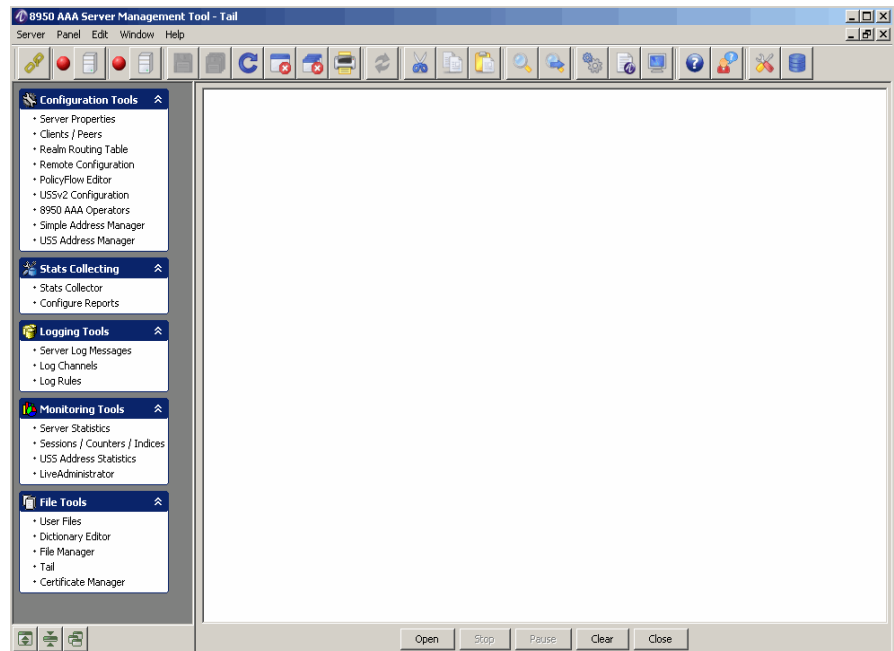 8950 AAA Server Management Tool - Tail
Server Panel Edit Window Help
Configuration Tools
Server Properties
Clients / Peers
Realm Routing Table
Remote Configuration
PolicyFlow Editor
USSv2 Configuration
8950 AAA Operators
Simple Address Manager
USS Address Manager
Stats Collecting
Stats Collector
Configure Reports
Logging Tools
Server Log Messages
Log Channels
Log Rules
Monitoring Tools
Server Statistics
Sessions / Counters / Indices
USS Address Statistics
LiveAdministrator
File Tools
User Files
Dictionary Editor
File Manager
Tail
Certificate Manager
Open Stop Pause Clear Close